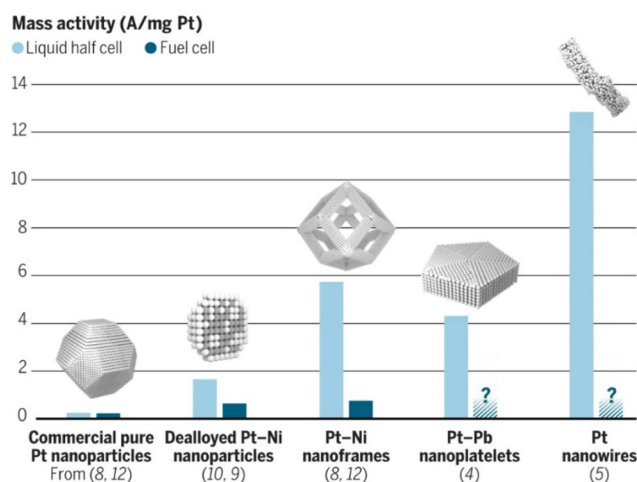 Mass activity (A/mg Pt)
Liquid half cell Fuel cell
14
12
10
8
6
4
2
0
? ?
Commercial pure Dealloyed Pt–Ni Pt–Ni Pt–Pb Pt
Pt nanoparticles nanoparticles nanoframes nanoplatelets nanowires
From (8, 12) (10, 9) (8, 12) (4) (5)